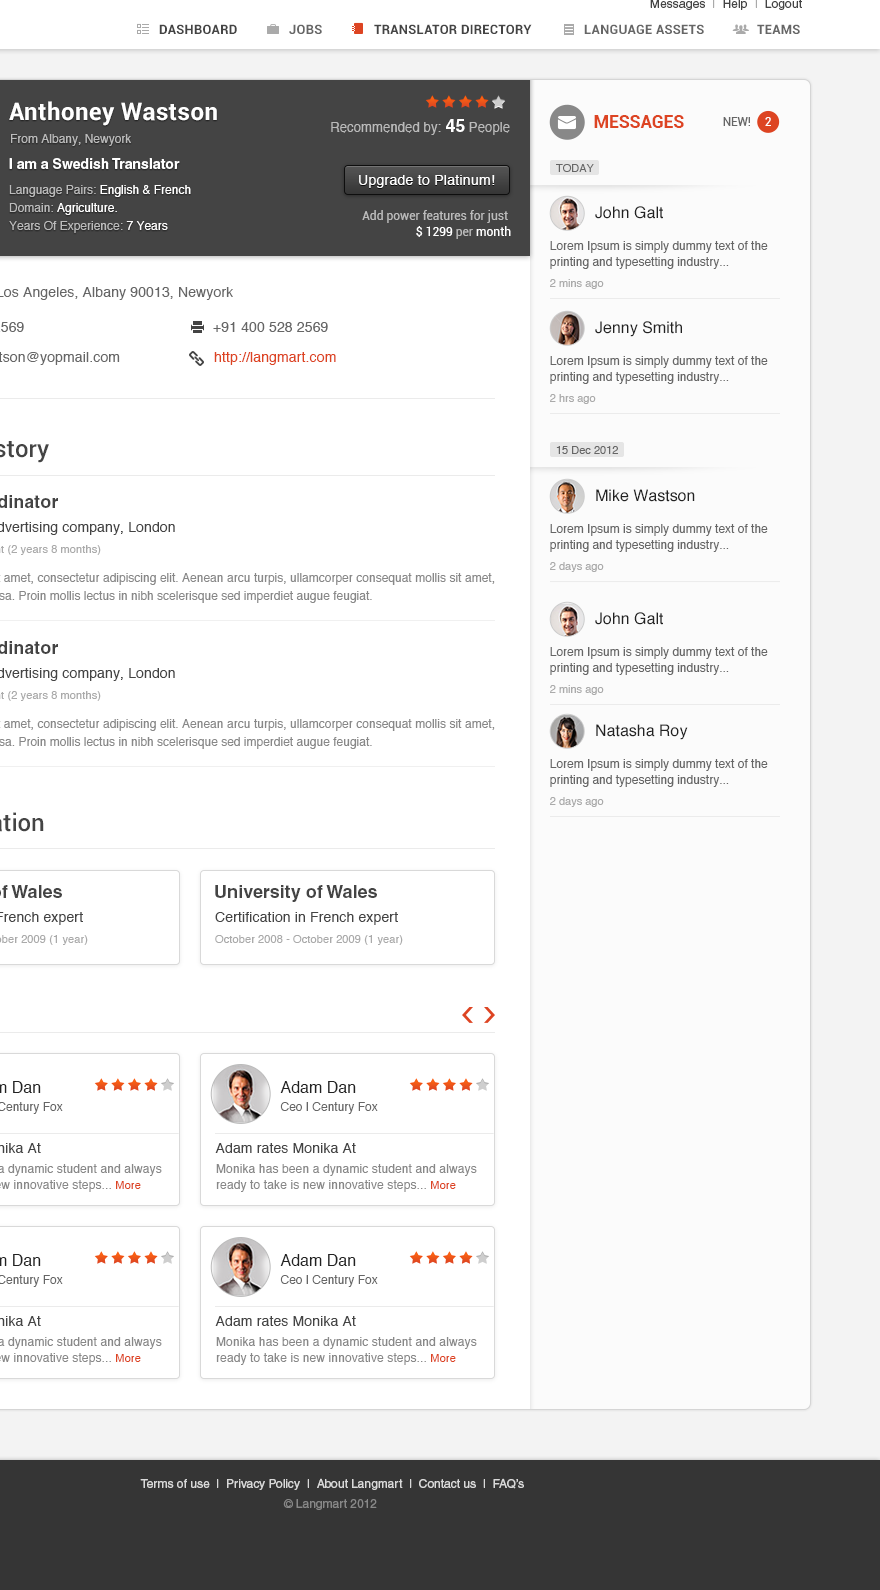 Messages | Help | Logout
DASHBOARD JOBS TRANSLATOR DIRECTORY LANGUAGE ASSETS TEAMS
Anthoney Wastson
From Albany, Newyork
I am a Swedish Translator
Language Pairs: English & French
Domain: Agriculture.
Years Of Experience: 7 Years
Recommended by: 45 People
Upgrade to Platinum!
Add power features for just
$ 1299 per month
Los Angeles, Albany 90013, Newyork
569
+91 400 528 2569
tson@yopmail.com
http://langmart.com
story
dinator
dvertising company, London
t (2 years 8 months)
amet, consectetur adipiscing elit. Aenean arcu turpis, ullamcorper consequat mollis sit amet,
sa. Proin mollis lectus in nibh scelerisque sed imperdiet augue feugiat.
dinator
dvertising company, London
t (2 years 8 months)
amet, consectetur adipiscing elit. Aenean arcu turpis, ullamcorper consequat mollis sit amet,
sa. Proin mollis lectus in nibh scelerisque sed imperdiet augue feugiat.
ation
of Wales
French expert
ober 2009 (1 year)
University of Wales
Certification in French expert
October 2008 - October 2009 (1 year)
m Dan
Century Fox
nika At
a dynamic student and always
ew innovative steps... More
Adam Dan
Ceo I Century Fox
Adam rates Monika At
Monika has been a dynamic student and always
ready to take is new innovative steps... More
m Dan
Century Fox
nika At
a dynamic student and always
ew innovative steps... More
Adam Dan
Ceo I Century Fox
Adam rates Monika At
Monika has been a dynamic student and always
ready to take is new innovative steps... More
MESSAGES NEW! 2
TODAY
John Galt
Lorem Ipsum is simply dummy text of the
printing and typesetting industry...
2 mins ago
Jenny Smith
Lorem Ipsum is simply dummy text of the
printing and typesetting industry...
2 hrs ago
15 Dec 2012
Mike Wastson
Lorem Ipsum is simply dummy text of the
printing and typesetting industry...
2 days ago
John Galt
Lorem Ipsum is simply dummy text of the
printing and typesetting industry...
2 mins ago
Natasha Roy
Lorem Ipsum is simply dummy text of the
printing and typesetting industry...
2 days ago
Terms of use | Privacy Policy | About Langmart | Contact us | FAQ's
© Langmart 2012